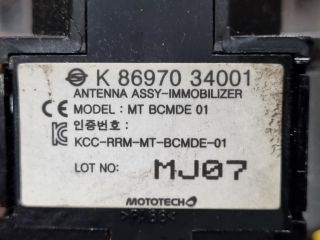 K 86970 34001
ANTENNA ASSY-IMMOBILIZER
CE MODEL : MT BCMDE 01
인증번호 :
KCC-RRM-MT-BCMDE-01
LOT NO: MJ07
MOTOTECH